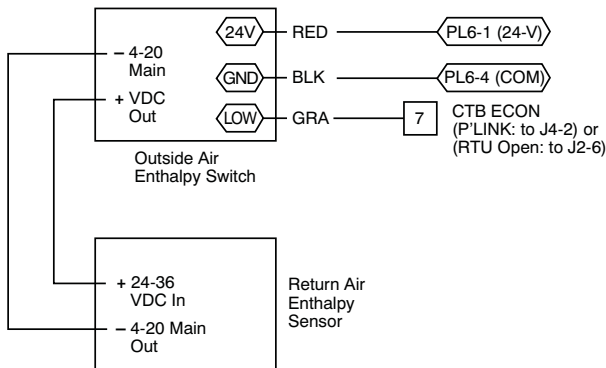 24V RED PL6-1 (24-V)
– 4-20
Main
GND BLK PL6-4 (COM)
+ VDC
Out
LOW GRA 7 CTB ECON
(P'LINK: to J4-2) or
(RTU Open: to J2-6)
Outside Air
Enthalpy Switch
+ 24-36
VDC In
– 4-20 Main
Out
Return Air
Enthalpy
Sensor